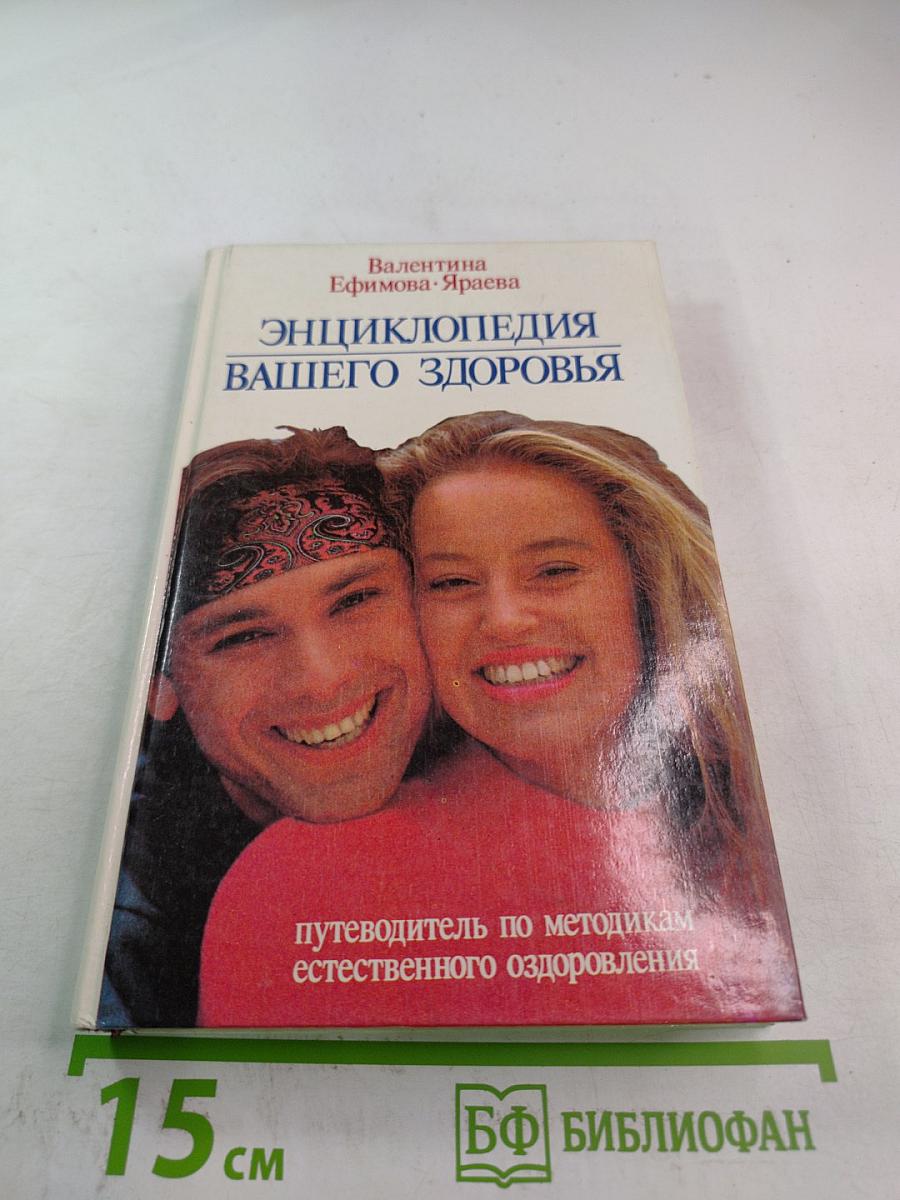 Валентина
Ефимова-Яраева
ЭНЦИКЛОПЕДИЯ
ВАШЕГО ЗДОРОВЬЯ
путеводитель по методикам
естественного оздоровления
15 см
БФ БИБЛИОФАН